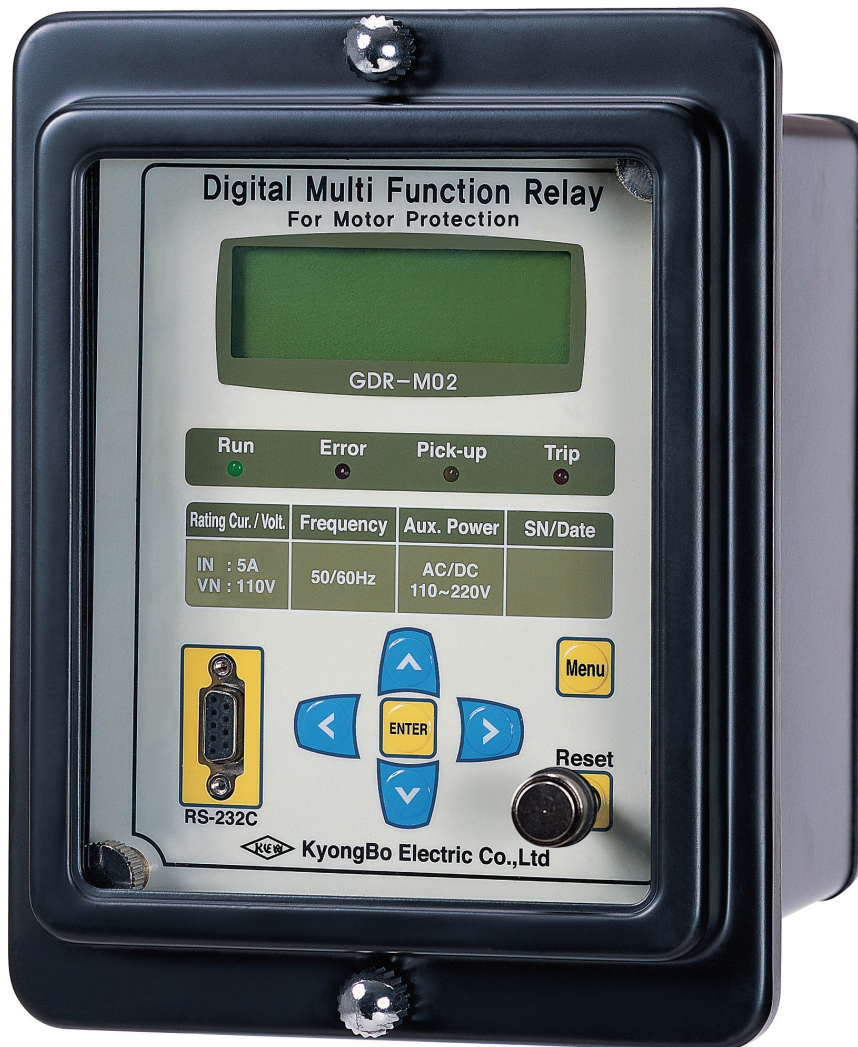 Digital Multi Function Relay
For Motor Protection
GDR-M02
Run Error Pick-up Trip
Rating Cur. / Volt. Frequency Aux. Power SN/Date
IN : 5A
VN : 110V
50/60Hz
AC/DC
110~220V
Menu
ENTER
Reset
RS-232C
KEW KyongBo Electric Co.,Ltd